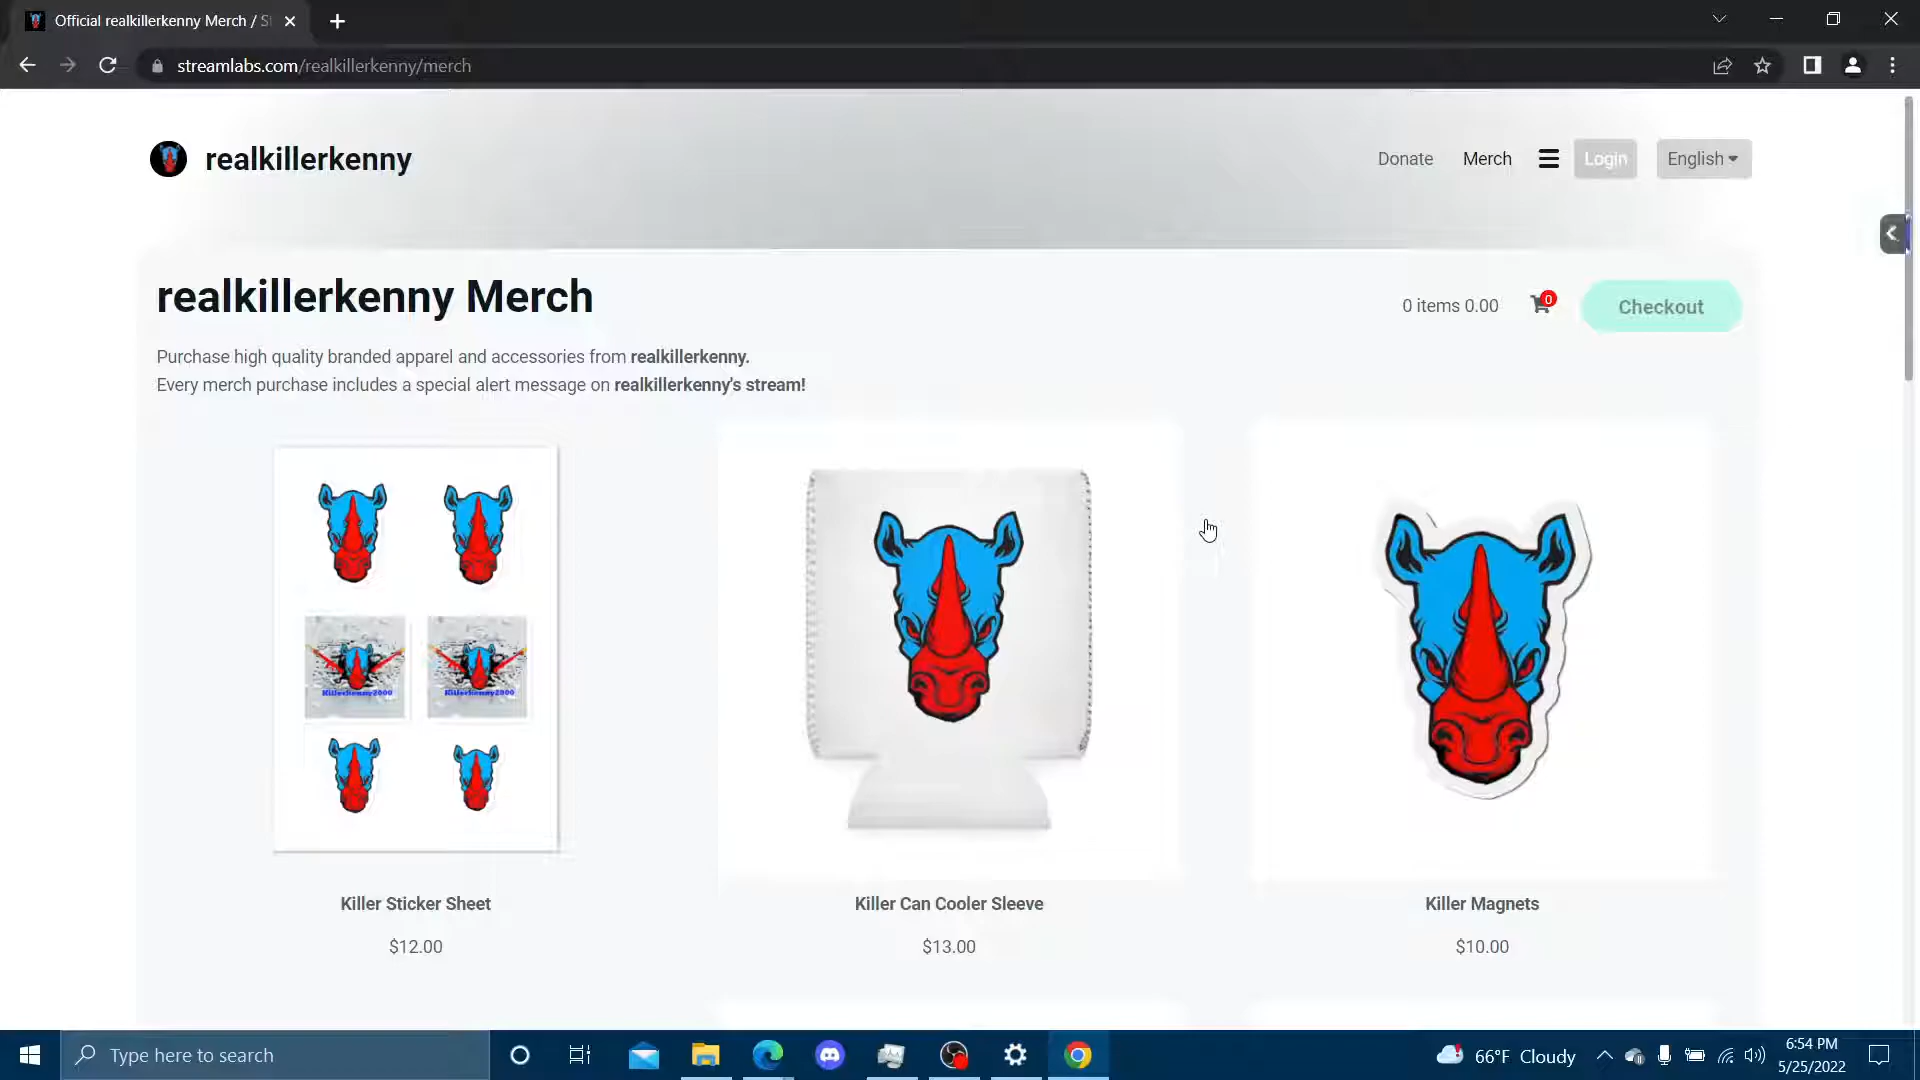 Official realkillerkenny Merch / S
streamlabs.com/realkillerkenny/merch
realkillerkenny
Donate
Merch
Login
English
realkillerkenny Merch
0 items 0.00
0
Checkout
Purchase high quality branded apparel and accessories from realkillerkenny.
Every merch purchase includes a special alert message on realkillerkenny's stream!
Killerkenny2000
Killerkenny2000
Killer Sticker Sheet
Killer Can Cooler Sleeve
Killer Magnets
$12.00
$13.00
$10.00
Type here to search
66°F Cloudy
6:54 PM
5/25/2022